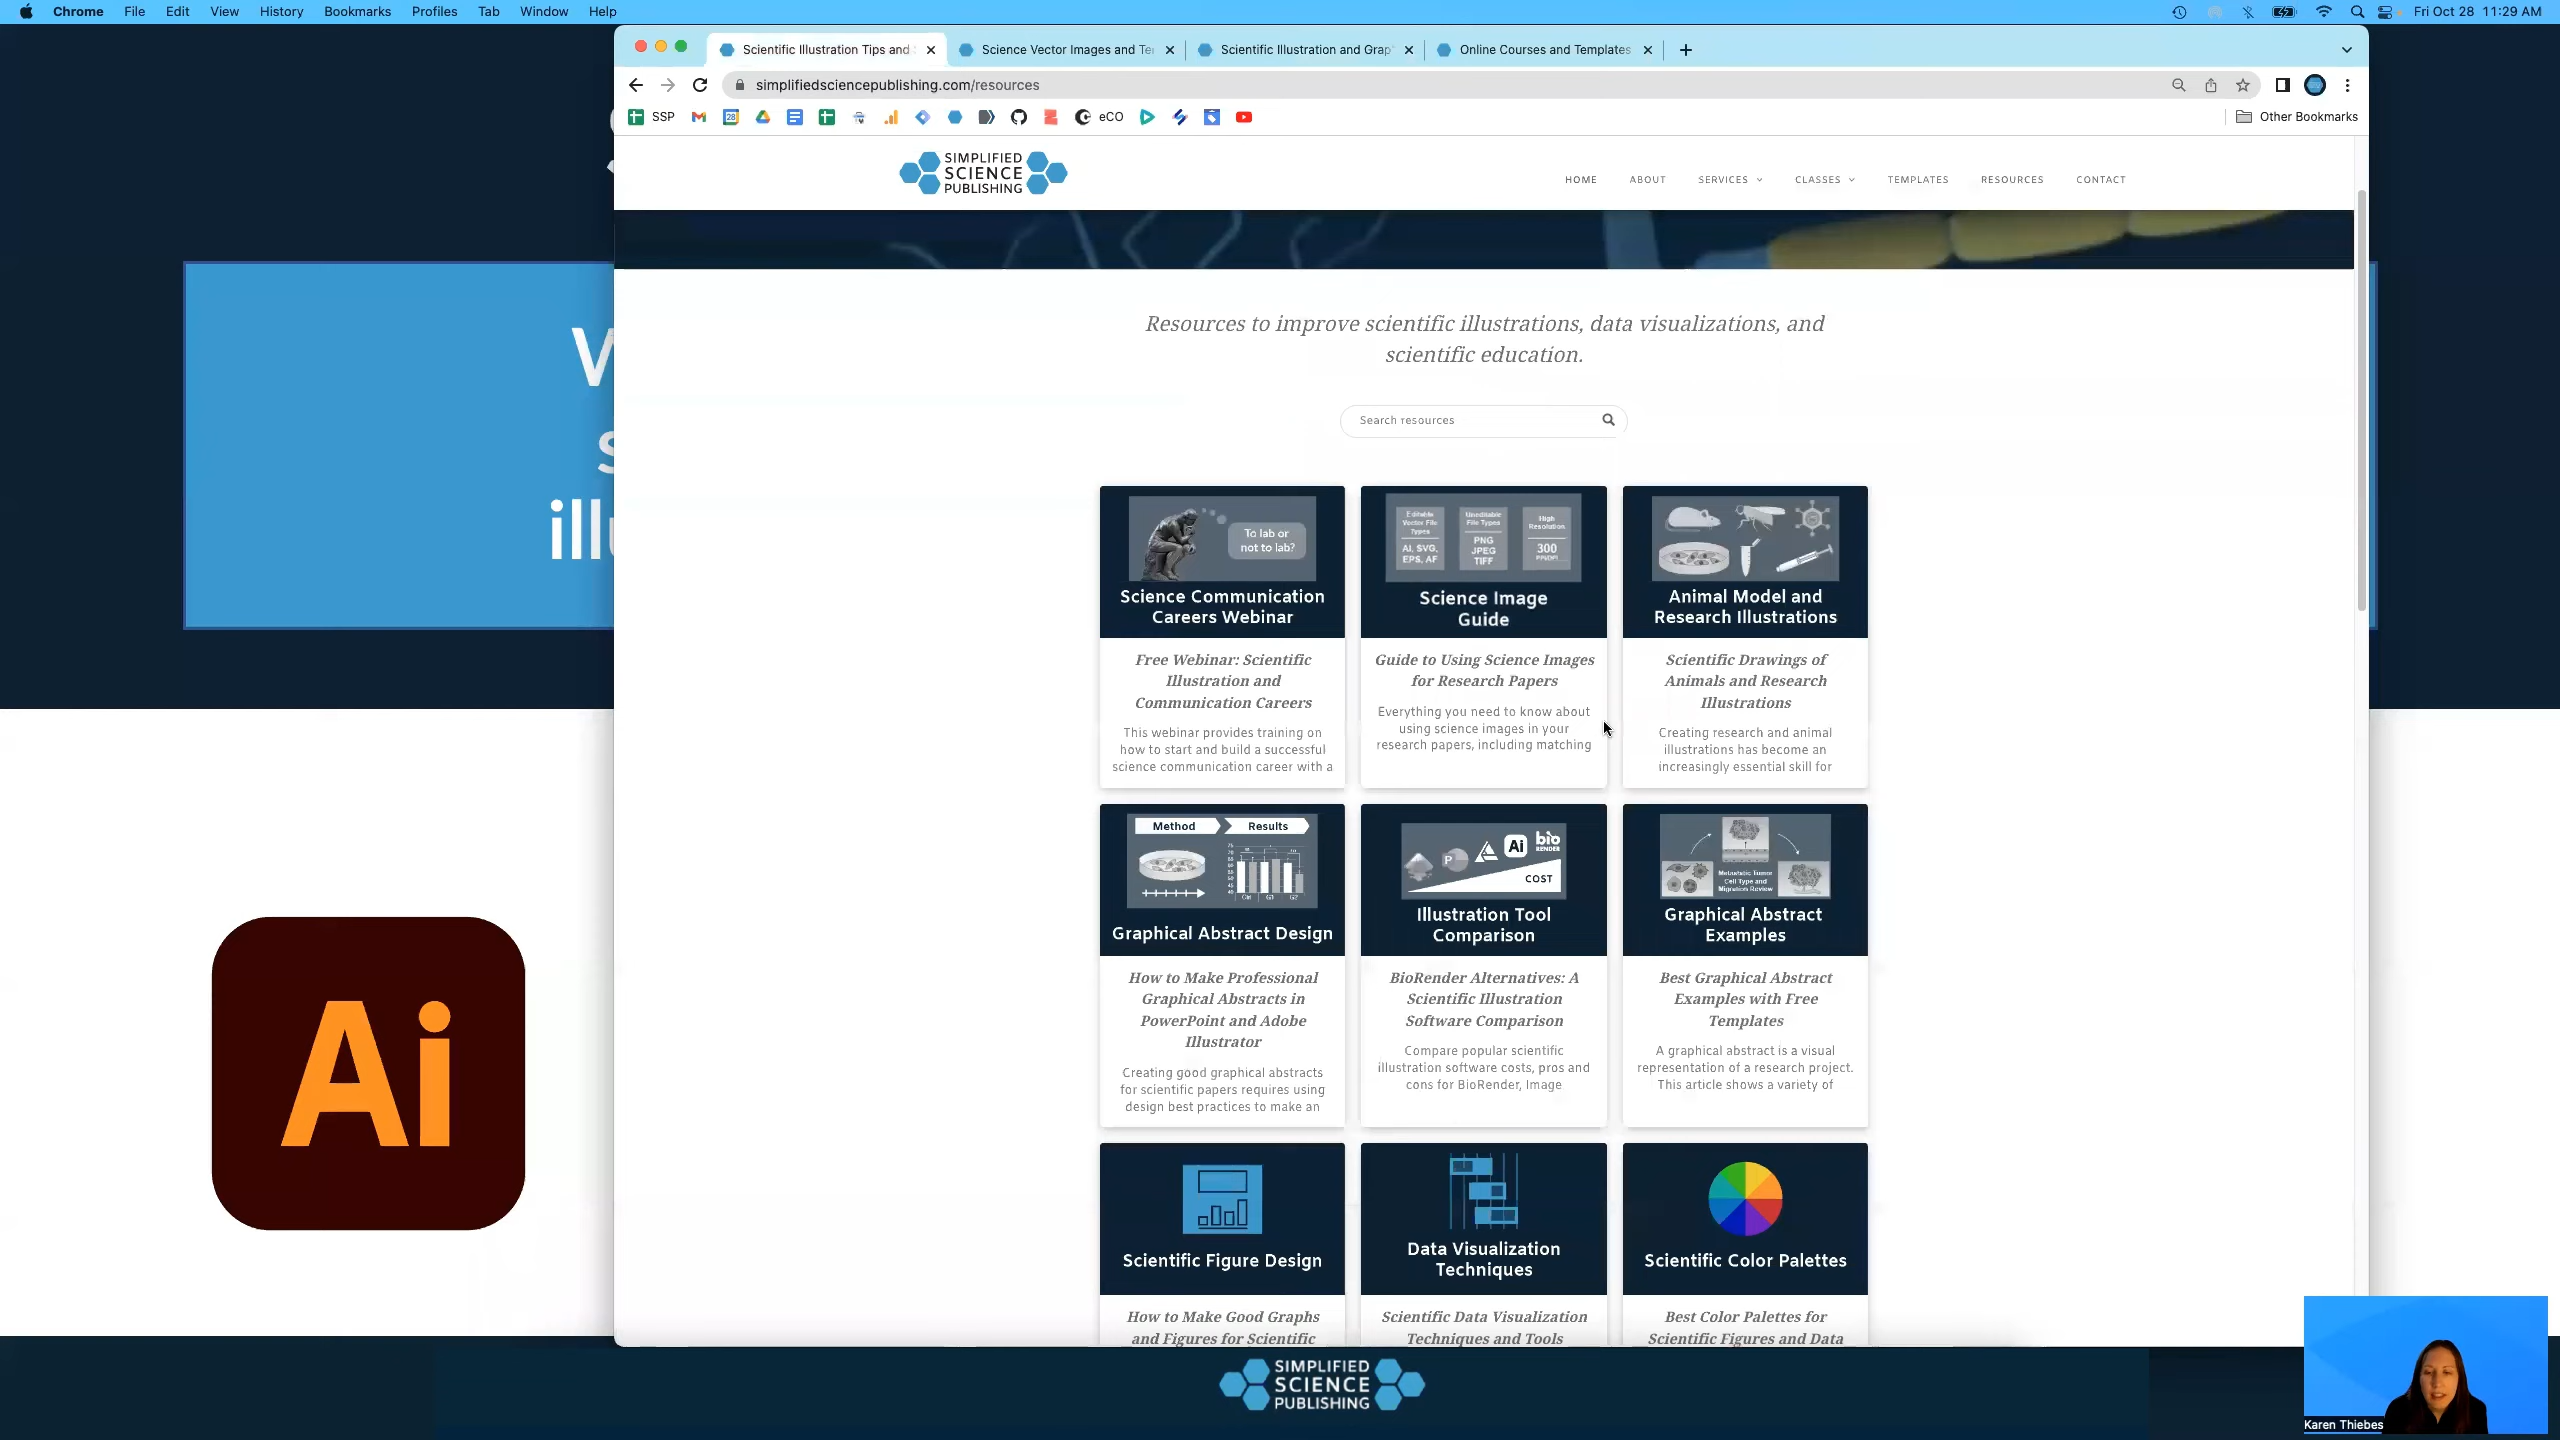 Chrome File Edit View History Bookmarks Profiles Tab Window Help
Fri Oct 28 11:29 AM
Scientific Illustration Tips and
Science Vector Images and Te
Scientific Illustration and Grap
Online Courses and Templates
simplifiedsciencepublishing.com/resources
SSP
28
eCO
Other Bookmarks
SIMPLIFIED
SCIENCE
PUBLISHING
HOME ABOUT SERVICES CLASSES TEMPLATES RESOURCES CONTACT
Resources to improve scientific illustrations, data visualizations, and
scientific education.
Search resources
ill
To lab or
not to lab?
Science Communication
Careers Webinar
Free Webinar: Scientific
Illustration and
Communication Careers
This webinar provides training on
how to start and build a successful
science communication career with a
Editable
Vector File
Types
AI, SVG,
EPS, AF
Uneditable
File Types
PNG
JPEG
TIFF
High
Resolution
300
Science Image
Guide
Guide to Using Science Images
for Research Papers
Everything you need to know about
using science images in your
research papers, including matching
Animal Model and
Research Illustrations
Scientific Drawings of
Animals and Research
Illustrations
Creating research and animal
illustrations has become an
increasingly essential skill for
Method
Results
Graphical Abstract Design
How to Make Professional
Graphical Abstracts in
PowerPoint and Adobe
Illustrator
Creating good graphical abstracts
for scientific papers requires using
design best practices to make an
P
Ai
bio
RENDER
COST
Illustration Tool
Comparison
BioRender Alternatives: A
Scientific Illustration
Software Comparison
Compare popular scientific
illustration software costs, pros and
cons for BioRender, Image
Metastatic Tumor
Cell Type and
Migration Review
Graphical Abstract
Examples
Best Graphical Abstract
Examples with Free
Templates
A graphical abstract is a visual
representation of a research project.
This article shows a variety of
Scientific Figure Design
How to Make Good Graphs
and Figures for Scientific
Data Visualization
Techniques
Scientific Data Visualization
Techniques and Tools
Scientific Color Palettes
Best Color Palettes for
Scientific Figures and Data
Ai
SIMPLIFIED
SCIENCE
PUBLISHING
Karen Thiebes